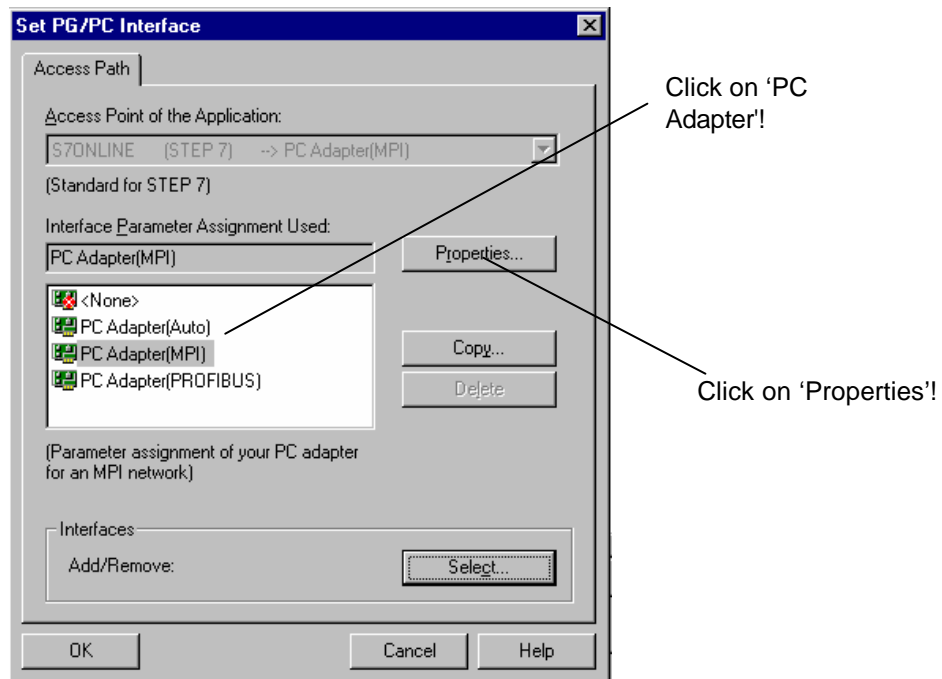 Set PG/PC Interface
Access Path
Access Point of the Application:
S7ONLINE (STEP 7) --> PC Adapter(MPI)
(Standard for STEP 7)
Interface Parameter Assignment Used:
PC Adapter(MPI)
Properties...
<None>
PC Adapter(Auto)
PC Adapter(MPI)
PC Adapter(PROFIBUS)
Copy...
Delete
(Parameter assignment of your PC adapter
for an MPI network)
Interfaces
Add/Remove:
Select...
OK
Cancel
Help
Click on ‘PC
Adapter'!
Click on ‘Properties’!